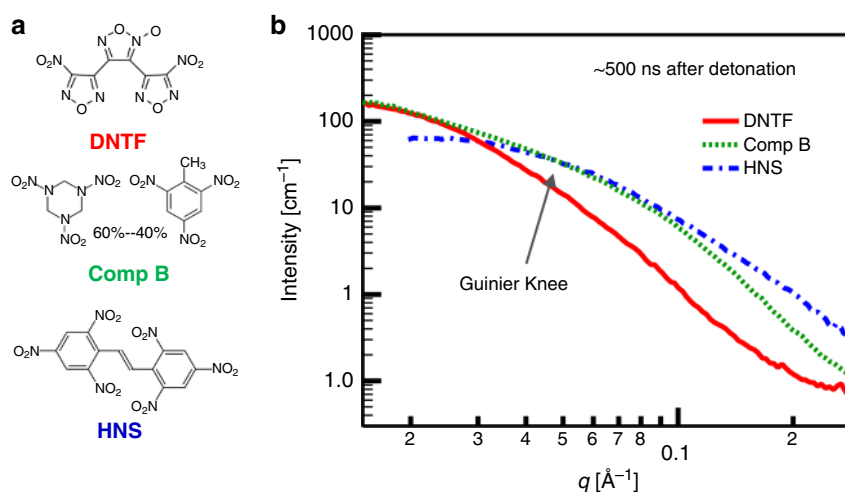 a
O₂N
N
O
N
O
NO₂
N
O
N
N
O
N
DNTF
O₂N
N
N
NO₂
N
NO₂
60%--40%
CH₃
O₂N
NO₂
NO₂
Comp B
O₂N
NO₂
O₂N
NO₂
NO₂
NO₂
HNS
b
1000
100
10
1
1.0
Intensity [cm⁻¹]
~500 ns after detonation
DNTF
Comp B
HNS
Guinier Knee
2
3
4
5
6
7
8
0.1
2
q [Å⁻¹]